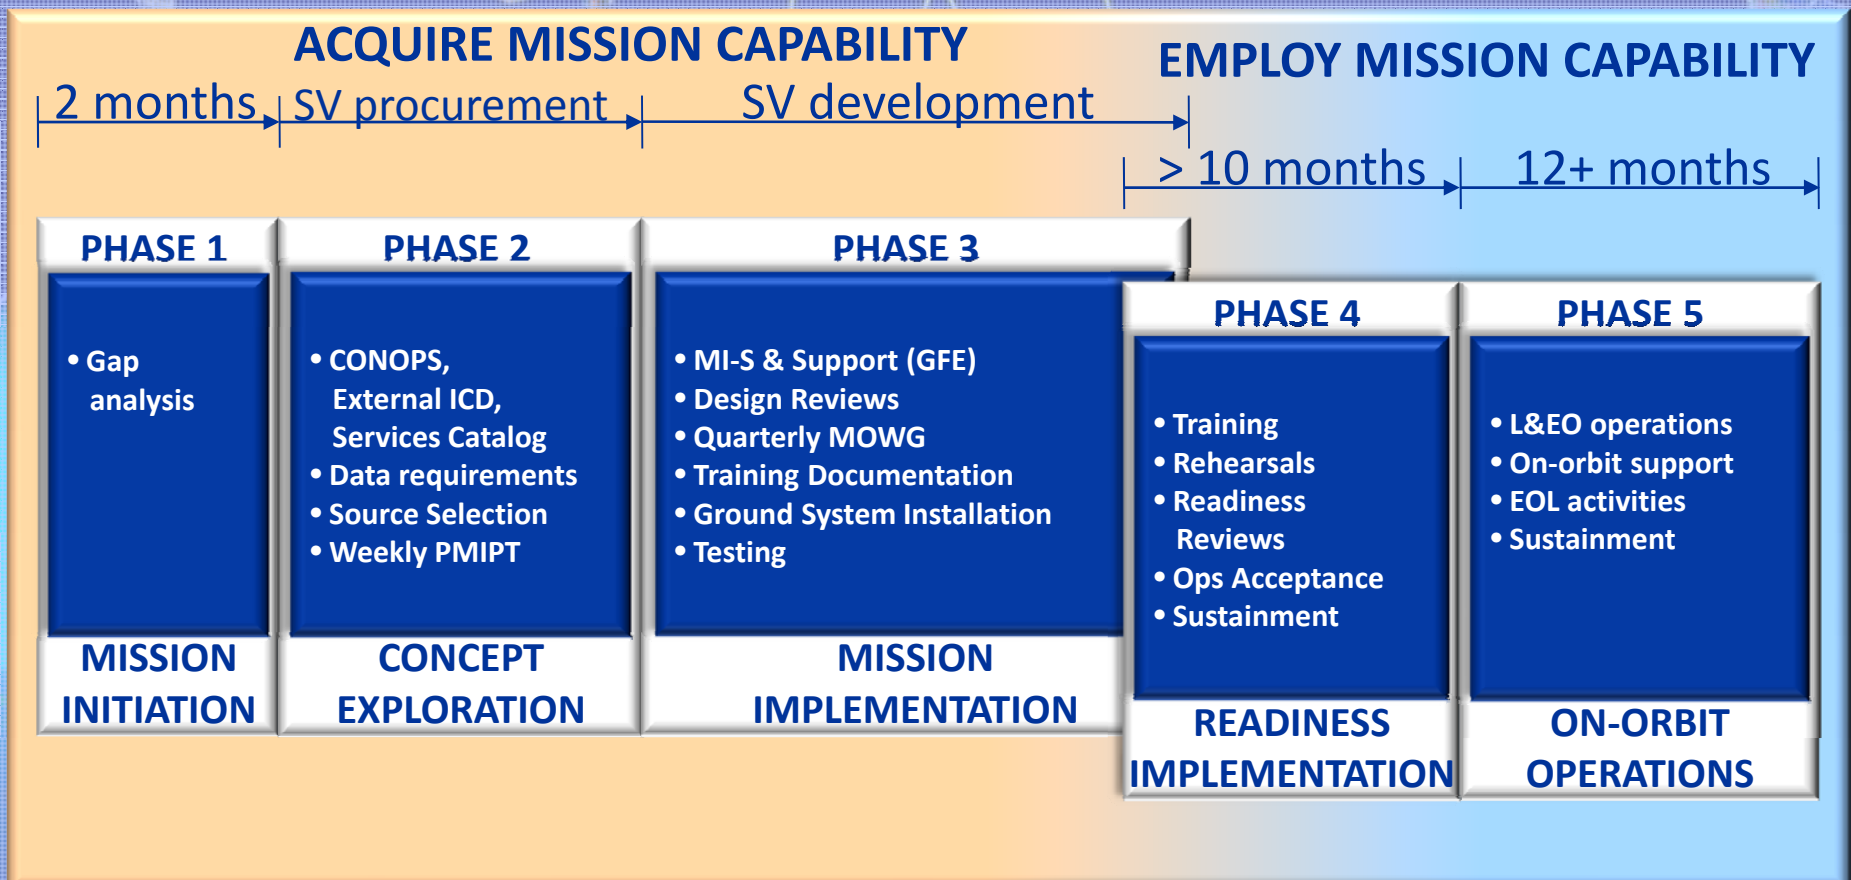 ACQUIRE MISSION CAPABILITY
EMPLOY MISSION CAPABILITY
2 months
SV procurement
SV development
> 10 months
12+ months
PHASE 1
• Gap
analysis
MISSION
INITIATION
PHASE 2
• CONOPS,
External ICD,
Services Catalog
• Data requirements
• Source Selection
• Weekly PMIPT
CONCEPT
EXPLORATION
PHASE 3
• MI-S & Support (GFE)
• Design Reviews
• Quarterly MOWG
• Training Documentation
• Ground System Installation
• Testing
MISSION
IMPLEMENTATION
PHASE 4
• Training
• Rehearsals
• Readiness
Reviews
• Ops Acceptance
• Sustainment
READINESS
IMPLEMENTATION
PHASE 5
• L&EO operations
• On-orbit support
• EOL activities
• Sustainment
ON-ORBIT
OPERATIONS